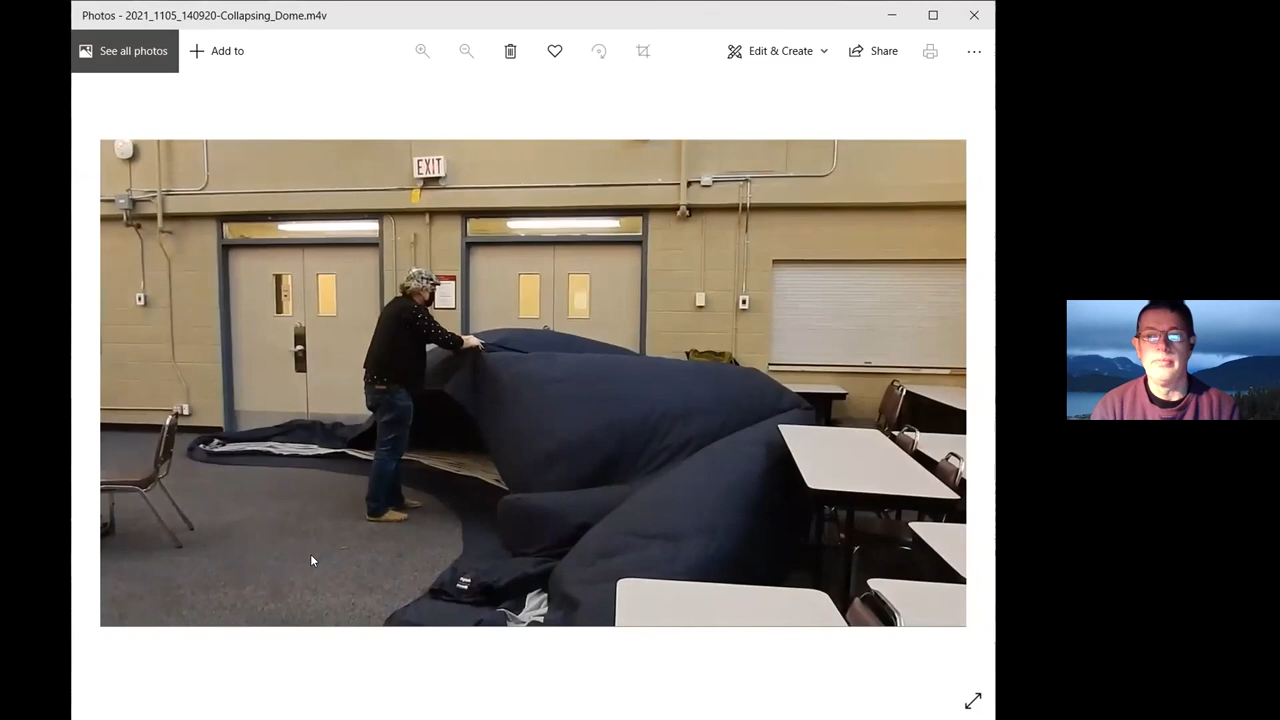 Photos - 2021_1105_140920-Collapsing_Dome.m4v
See all photos
Add to
Edit & Create
Share
EXIT